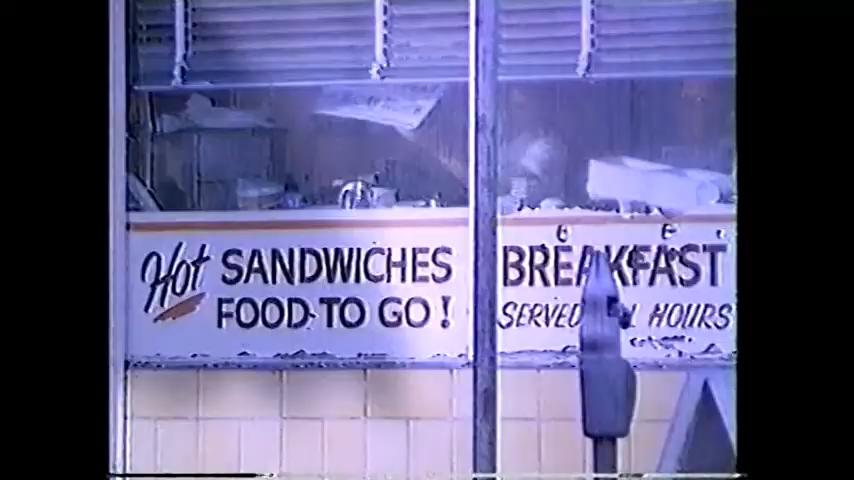 Hot SANDWICHES
FOOD-TO GO!
BREAKFAST
SERVED HOURS